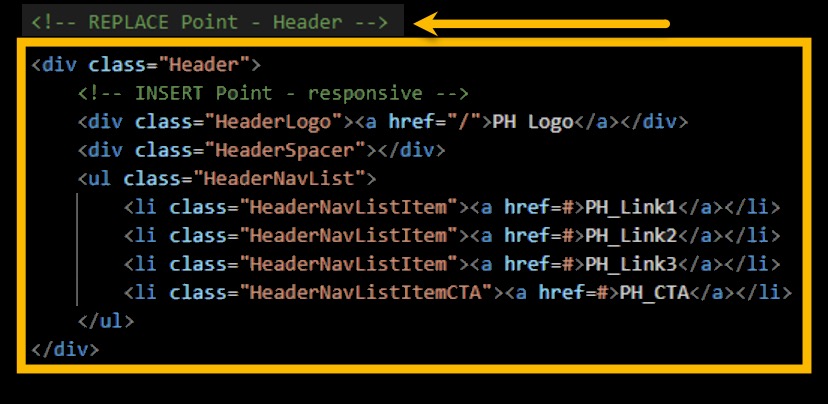 <!-- REPLACE Point - Header -->
<div class="Header">
<!-- INSERT Point - responsive -->
<div class="HeaderLogo"><a href="/">PH Logo</a></div>
<div class="HeaderSpacer"></div>
<ul class="HeaderNavList">
<li class="HeaderNavListItem"><a href=#>PH_Link1</a></li>
<li class="HeaderNavListItem"><a href=#>PH_Link2</a></li>
<li class="HeaderNavListItem"><a href=#>PH_Link3</a></li>
<li class="HeaderNavListItemCTA"><a href=#>PH_CTA</a></li>
</ul>
</div>